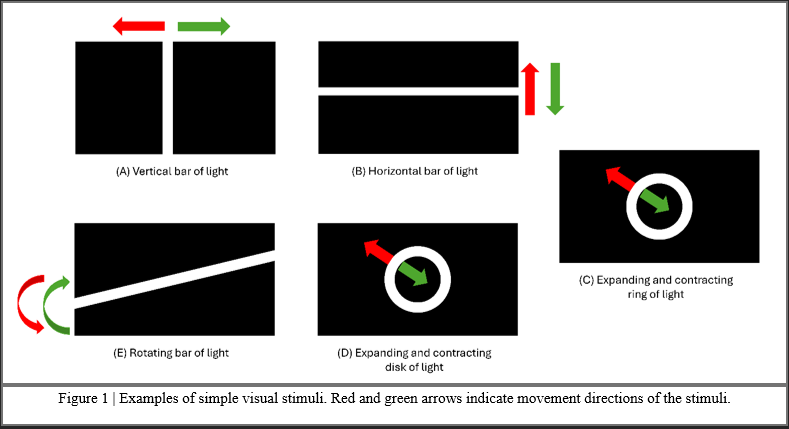 (A) Vertical bar of light
(B) Horizontal bar of light
(C) Expanding and contracting
ring of light
(E) Rotating bar of light
(D) Expanding and contracting
disk of light
Figure 1 | Examples of simple visual stimuli. Red and green arrows indicate movement directions of the stimuli.